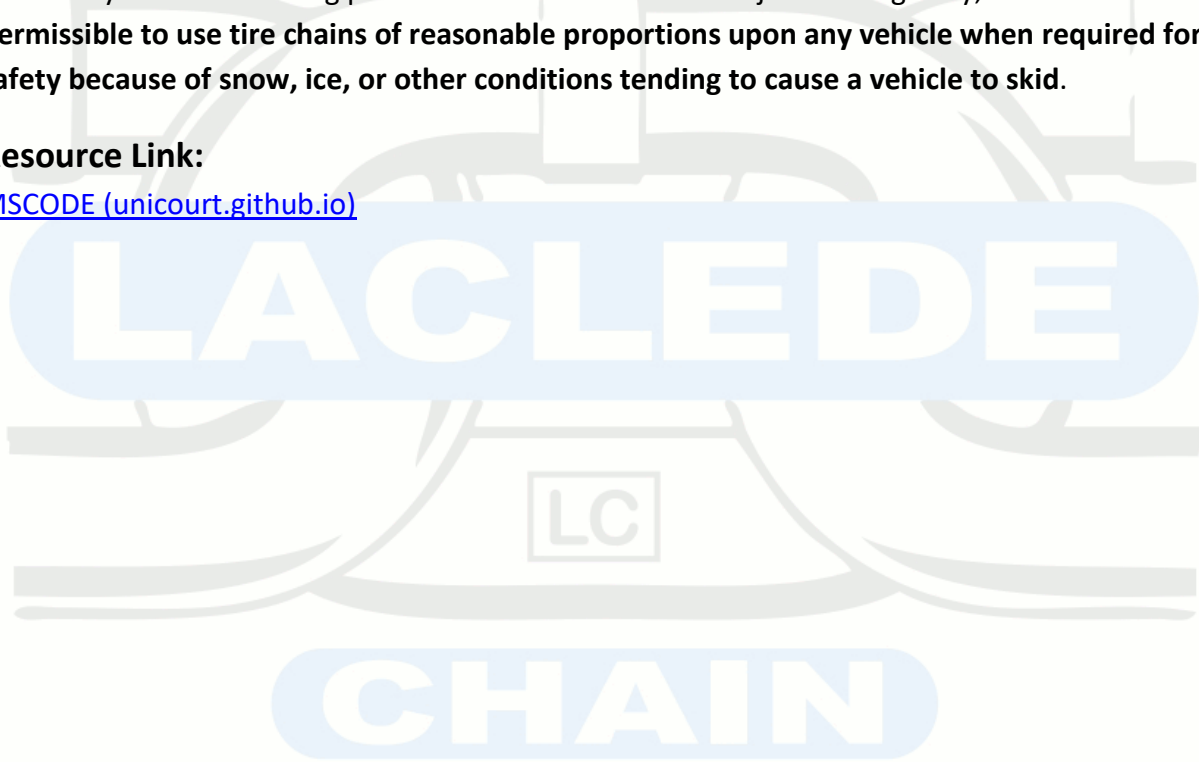 ermissible to use tire chains of reasonable proportions upon any vehicle when required for
afety because of snow, ice, or other conditions tending to cause a vehicle to skid.
esource Link:
MSCODE (unicourt.github.io)
LACLEDE
LC
CHAIN